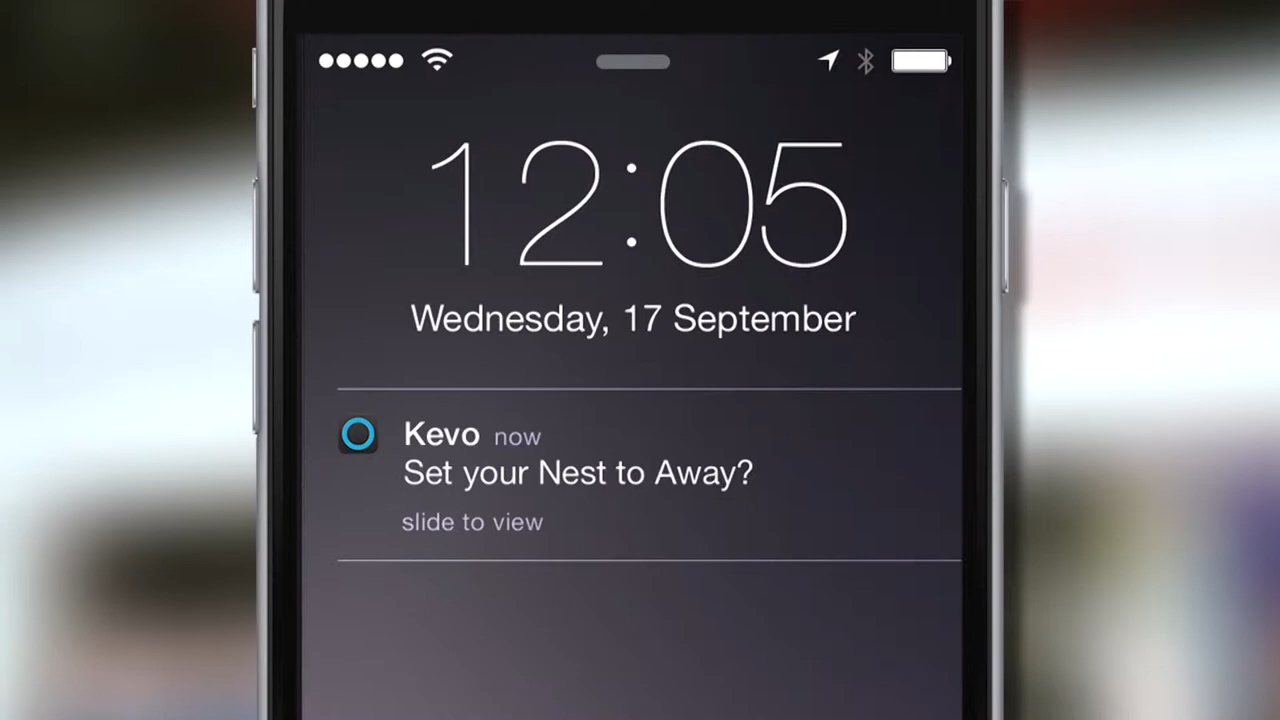 12:05
Wednesday, 17 September
Kevo now
Set your Nest to Away?
slide to view